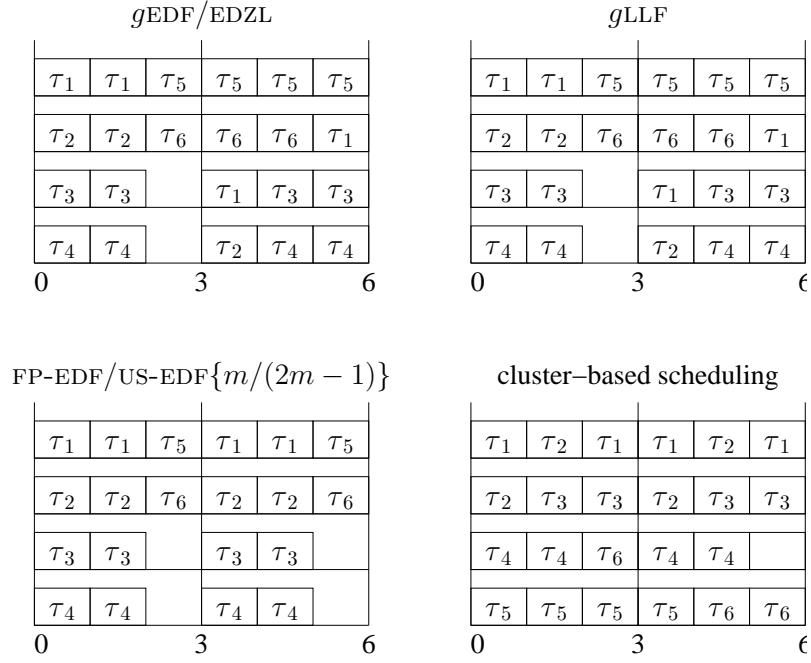 gEDF/EDZL
τ1 τ1 τ5 τ5 τ5 τ5
τ2 τ2 τ6 τ6 τ6 τ1
τ3 τ3 τ1 τ3 τ3
τ4 τ4 τ2 τ4 τ4
0 3 6
gLLF
τ1 τ1 τ5 τ5 τ5 τ5
τ2 τ2 τ6 τ6 τ6 τ1
τ3 τ3 τ1 τ3 τ3
τ4 τ4 τ2 τ4 τ4
0 3 6
FP-EDF/US-EDF{m/(2m − 1)}
τ1 τ1 τ5 τ1 τ1 τ5
τ2 τ2 τ6 τ2 τ2 τ6
τ3 τ3 τ3 τ3
τ4 τ4 τ4 τ4
0 3 6
cluster–based scheduling
τ1 τ2 τ1 τ1 τ2 τ1
τ2 τ3 τ3 τ2 τ3 τ3
τ4 τ4 τ6 τ4 τ4
τ5 τ5 τ5 τ5 τ6 τ6
0 3 6